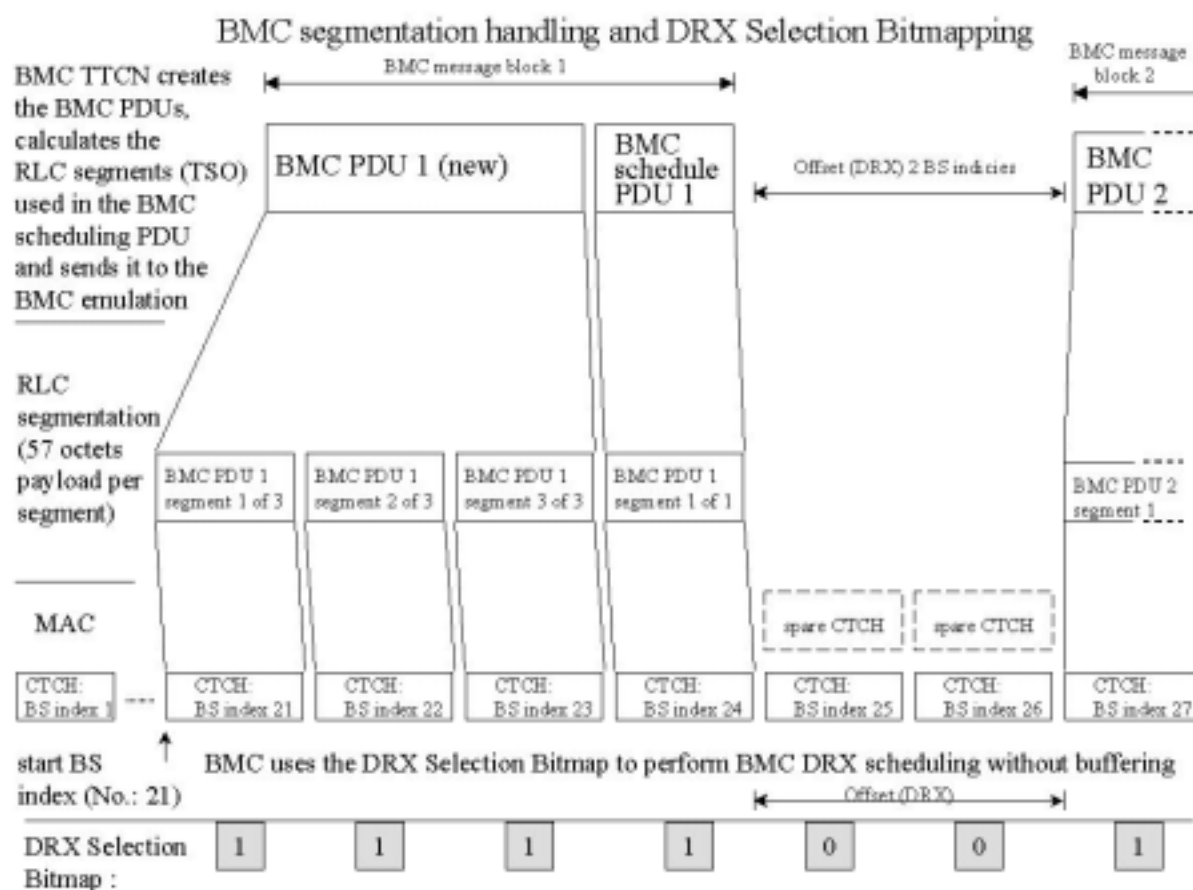 BMC segmentation handling and DRX Selection Bitmapping
BMC message block 1
BMC message
block 2
BMC TTCN creates
the BMC PDUs,
calculates the
RLC segments (TSO)
used in the BMC
scheduling PDU
and sends it to the
BMC emulation
BMC PDU 1 (new)
BMC
schedule
PDU 1
Offset (DRX) 2 BS indicies
BMC
PDU 2
RLC
segmentation
(57 octets
payload per
segment)
BMC PDU 1
segment 1 of 3
BMC PDU 1
segment 2 of 3
BMC PDU 1
segment 3 of 3
BMC PDU 1
segment 1 of 1
BMC PDU 2
segment 1
MAC
spare CTCH
spare CTCH
CTCH:
BS index 1
CTCH:
BS index 21
CTCH:
BS index 22
CTCH:
BS index 23
CTCH:
BS index 24
CTCH:
BS index 25
CTCH:
BS index 26
CTCH:
BS index 27
start BS
index (No.: 21)
BMC uses the DRX Selection Bitmap to perform BMC DRX scheduling without buffering
Offset (DRX)
DRX Selection
Bitmap :
1 1 1 1 0 0 1